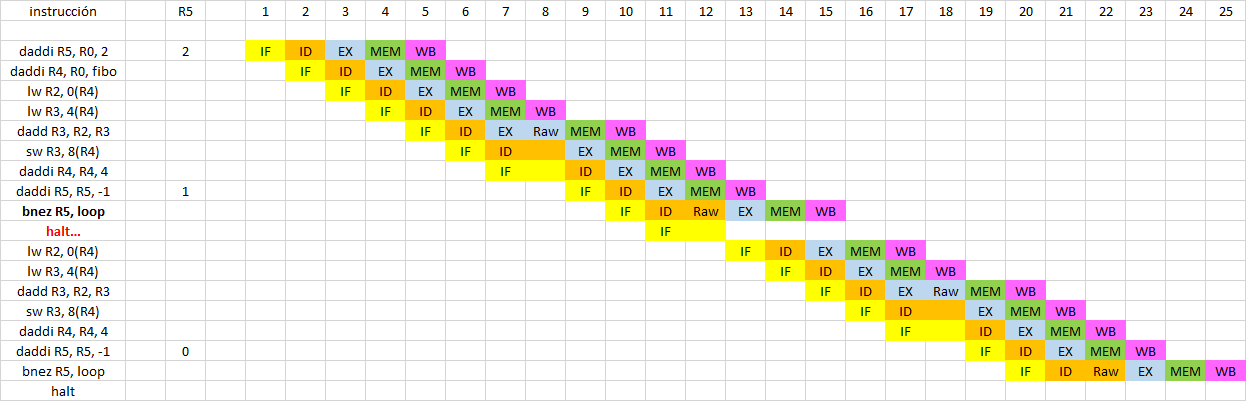 instrucción R5 1 2 3 4 5 6 7 8 9 10 11 12 13 14 15 16 17 18 19 20 21 22 23 24 25
daddi R5, R0, 2 2 IF ID EX MEM WB
daddi R4, R0, fibo IF ID EX MEM WB
lw R2, 0(R4) IF ID EX MEM WB
lw R3, 4(R4) IF ID EX MEM WB
dadd R3, R2, R3 IF ID EX Raw MEM WB
sw R3, 8(R4) IF ID EX MEM WB
daddi R4, R4, 4 IF ID EX MEM WB
daddi R5, R5, -1 1 IF ID EX MEM WB
bnez R5, loop IF ID Raw EX MEM WB
halt... IF
lw R2, 0(R4) IF ID EX MEM WB
lw R3, 4(R4) IF ID EX MEM WB
dadd R3, R2, R3 IF ID EX Raw MEM WB
sw R3, 8(R4) IF ID EX MEM WB
daddi R4, R4, 4 IF ID EX MEM WB
daddi R5, R5, -1 0 IF ID EX MEM WB
bnez R5, loop IF ID Raw EX MEM WB
halt